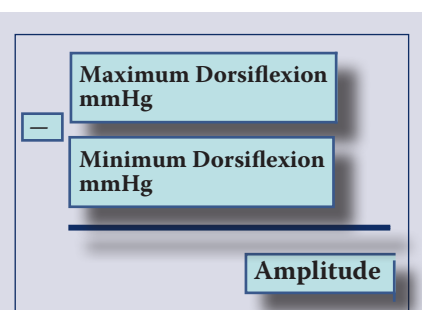 Maximum Dorsiflexion
mmHg
—
Minimum Dorsiflexion
mmHg
Amplitude